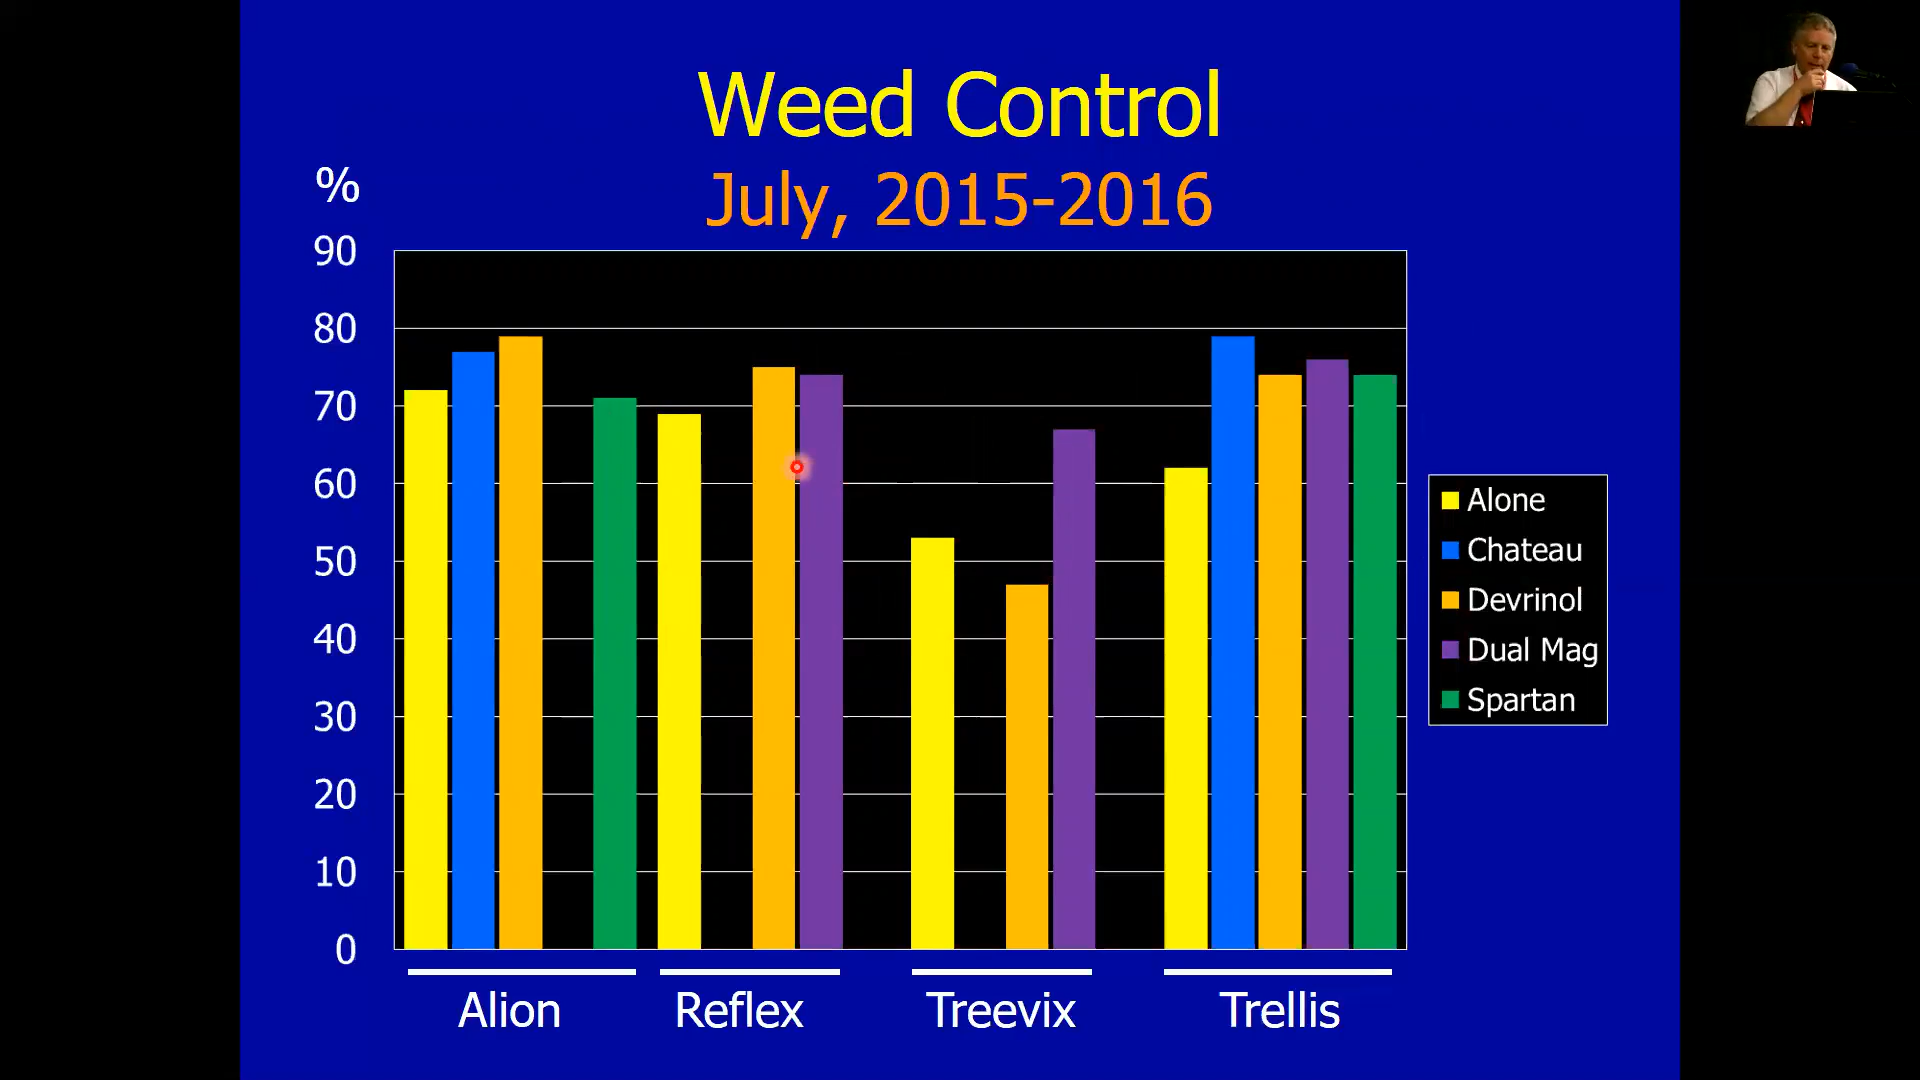 Weed Control
July, 2015-2016
%
90
80
70
60
50
40
30
20
10
0
Alone
Chateau
Devrinol
Dual Mag
Spartan
Alion Reflex Treevix Trellis